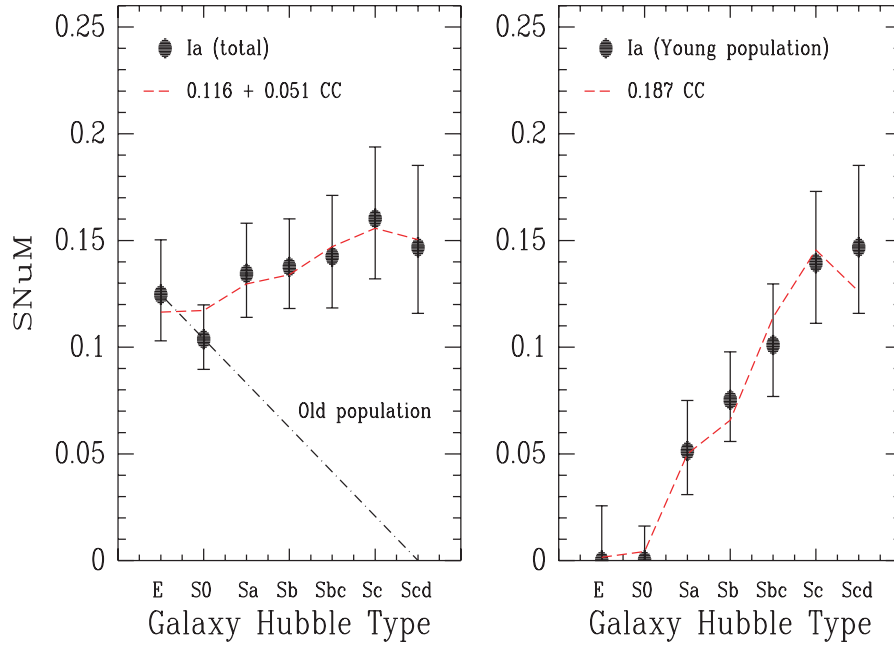 SNuM
0.25
0.2
0.15
0.1
0.05
0
Ia (total)
0.116 + 0.051 CC
Old population
E S0 Sa Sb Sbc Sc Scd
Galaxy Hubble Type
0.25
0.2
0.15
0.1
0.05
0
Ia (Young population)
0.187 CC
E S0 Sa Sb Sbc Sc Scd
Galaxy Hubble Type